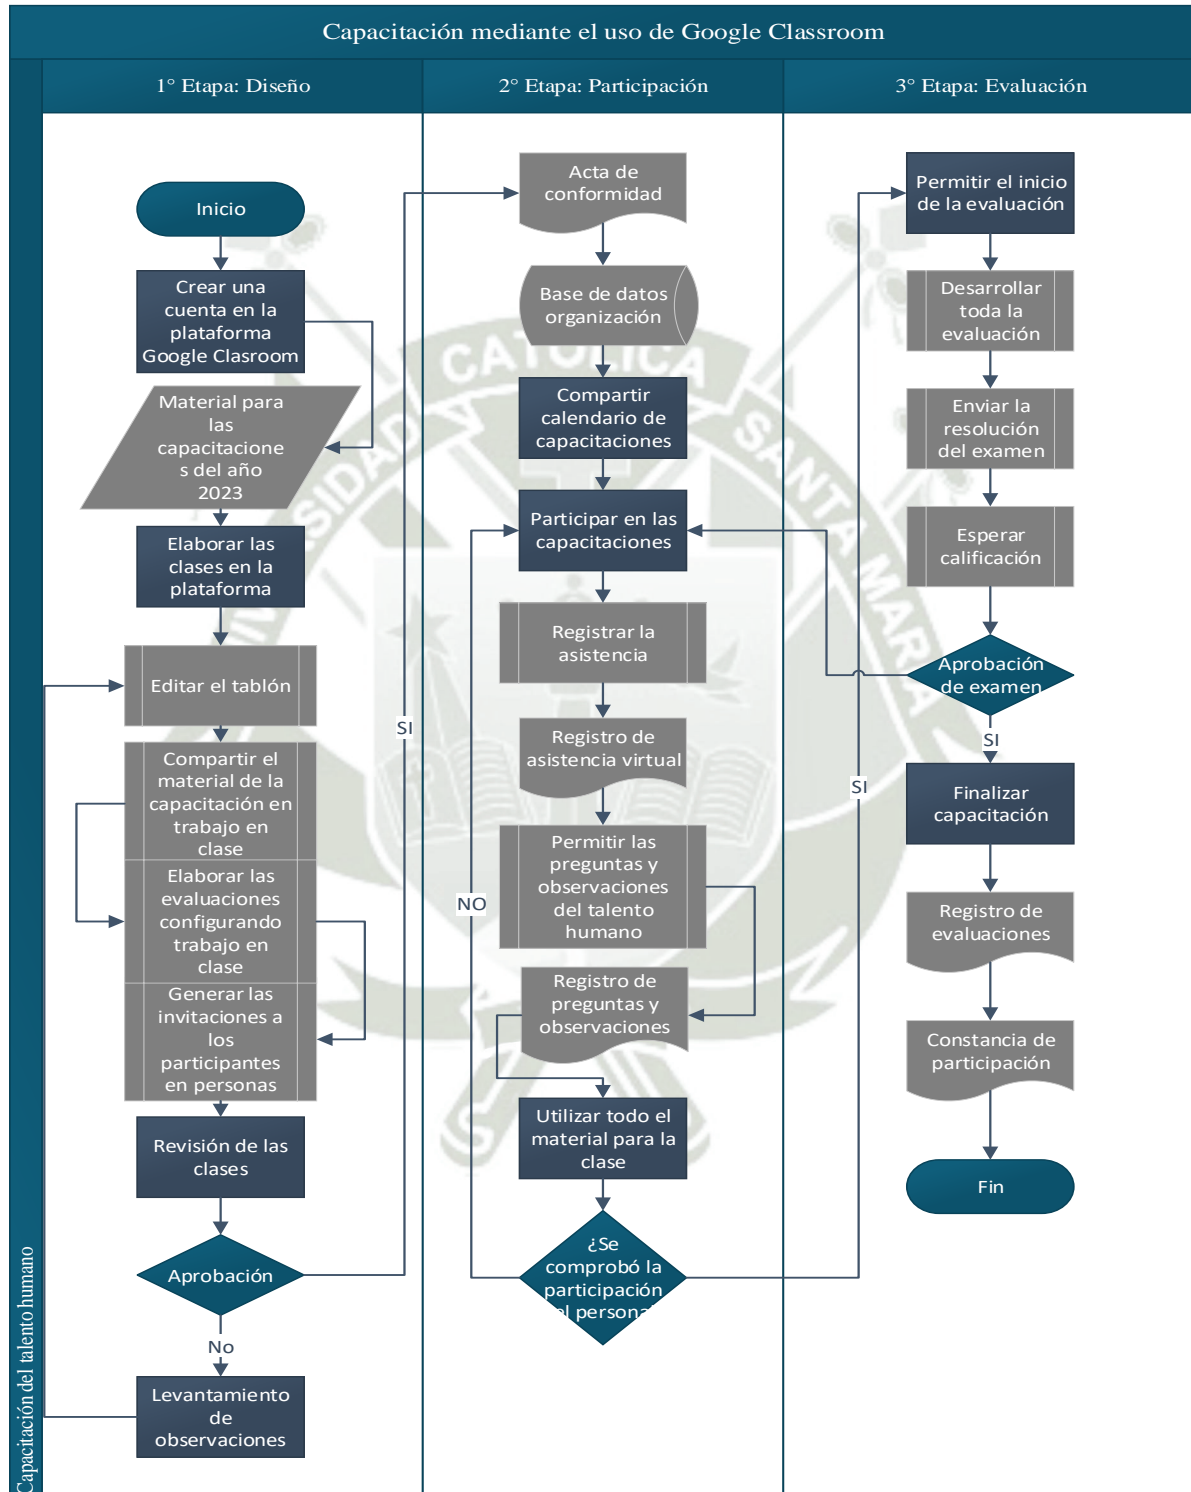 Capacitación mediante el uso de Google Classroom
Capacitación del talento humano
1° Etapa: Diseño
Inicio
Crear una
cuenta en la
plataforma
Google Clasroom
Material para
las
capacitacione
s del año
2023
Elaborar las
clases en la
plataforma
Editar el tablón
Compartir el
material de la
capacitación en
trabajo en
clase
Elaborar las
evaluaciones
configurando
trabajo en
clase
Generar las
invitaciones a
los
participantes
en personas
Revisión de las
clases
Aprobación
SI
No
Levantamiento
de
observaciones
2° Etapa: Participación
Acta de
conformidad
Base de datos
organización
Compartir
calendario de
capacitaciones
Participar en las
capacitaciones
Registrar la
asistencia
Registro de
asistencia virtual
Permitir las
preguntas y
observaciones
del talento
humano
Registro de
preguntas y
observaciones
Utilizar todo el
material para la
clase
¿Se
comprobó la
participación
el personal
NO
SI
3° Etapa: Evaluación
Permitir el inicio
de la evaluación
Desarrollar
toda la
evaluación
Enviar la
resolución
del examen
Esperar
calificación
Aprobación
de examen
SI
Finalizar
capacitación
Registro de
evaluaciones
Constancia de
participación
Fin
CATOLICA
SANTA MARIA